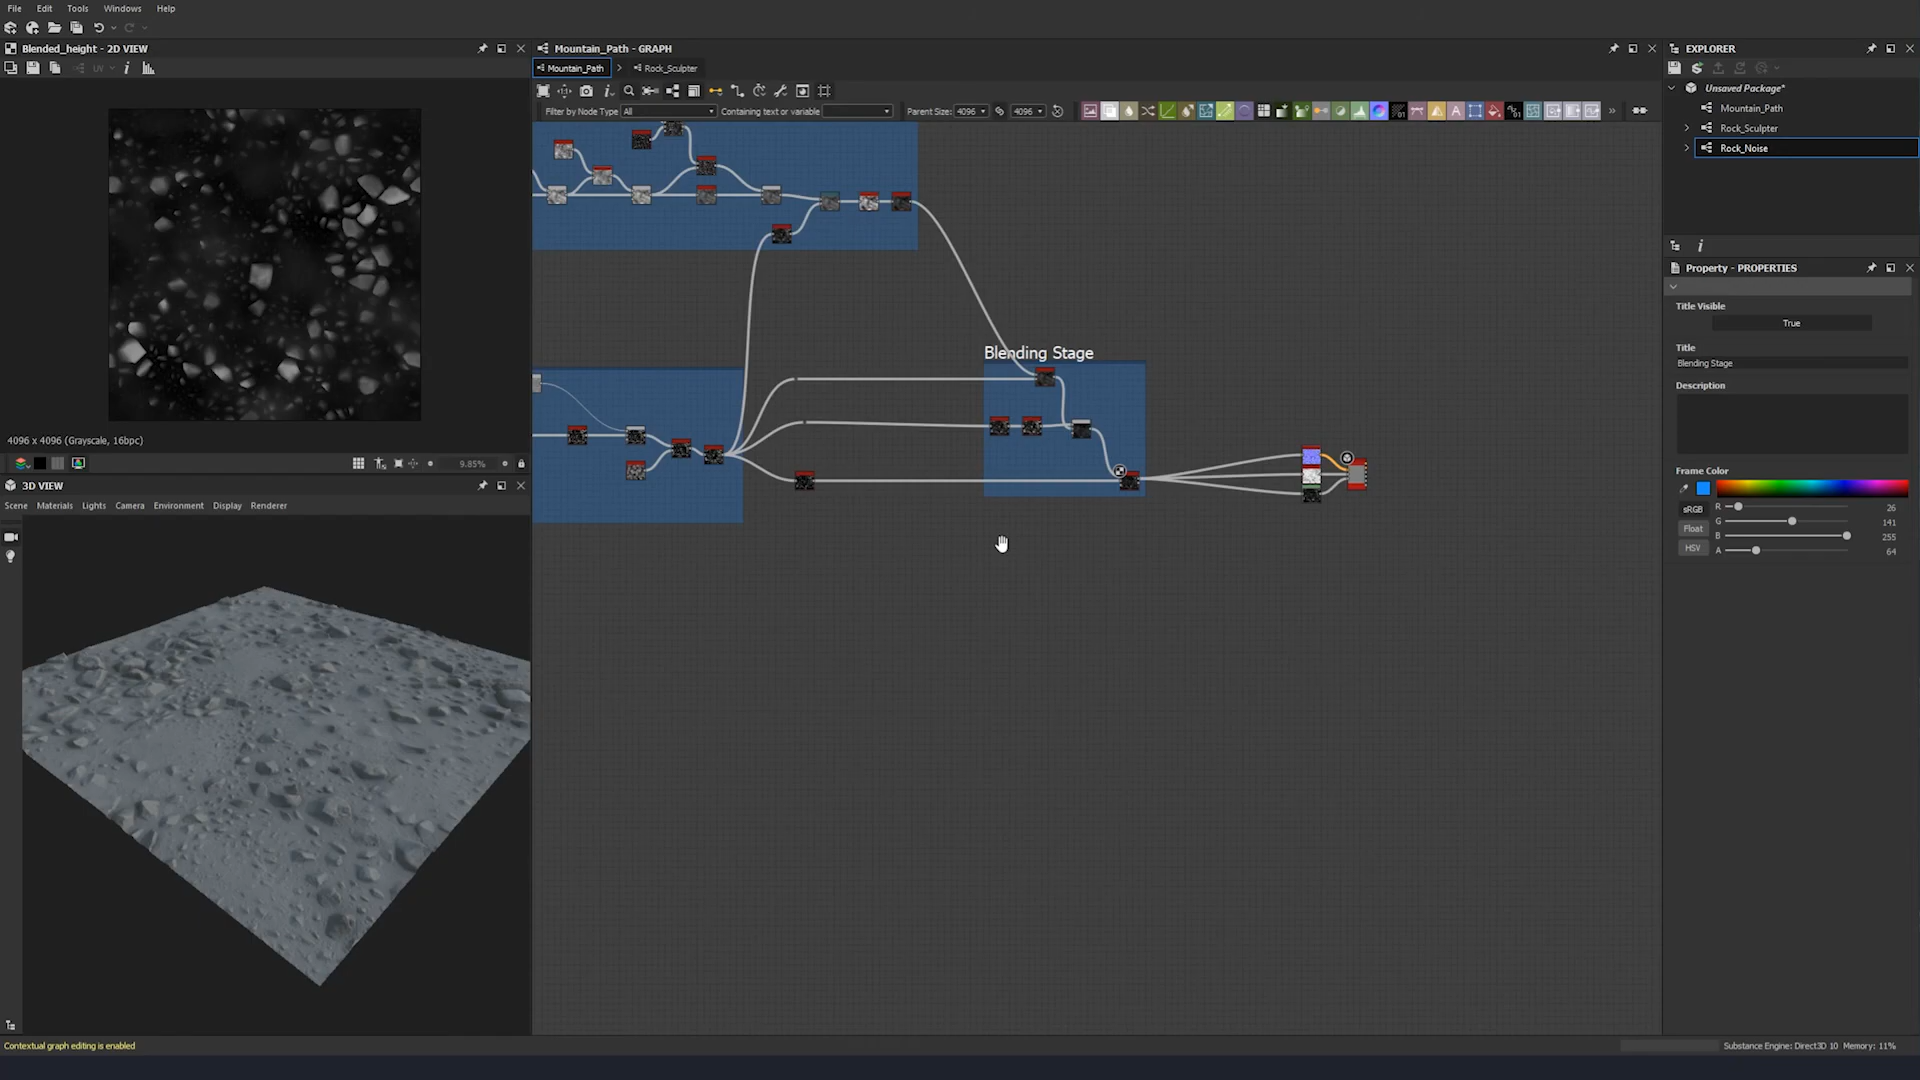 File Edit Tools Windows Help
Blended_height - 2D VIEW
UV
4096 x 4096 (Grayscale, 16bpc)
9.85%
3D VIEW
Scene Materials Lights Camera Environment Display Renderer
Mountain_Path - GRAPH
Mountain_Path > Rock_Sculpter
Filter by Node Type All Containing text or variable Parent Size: 4096 4096
Blending Stage
EXPLORER
Unsaved Package*
Mountain_Path
Rock_Sculpter
Rock_Noise
Property - PROPERTIES
Title Visible
True
Title
Blending Stage
Description
Frame Color
sRGB R 26
G 141
Float
B 255
HSV A 64
Contextual graph editing is enabled
Substance Engine: Direct3D 10 Memory: 11%